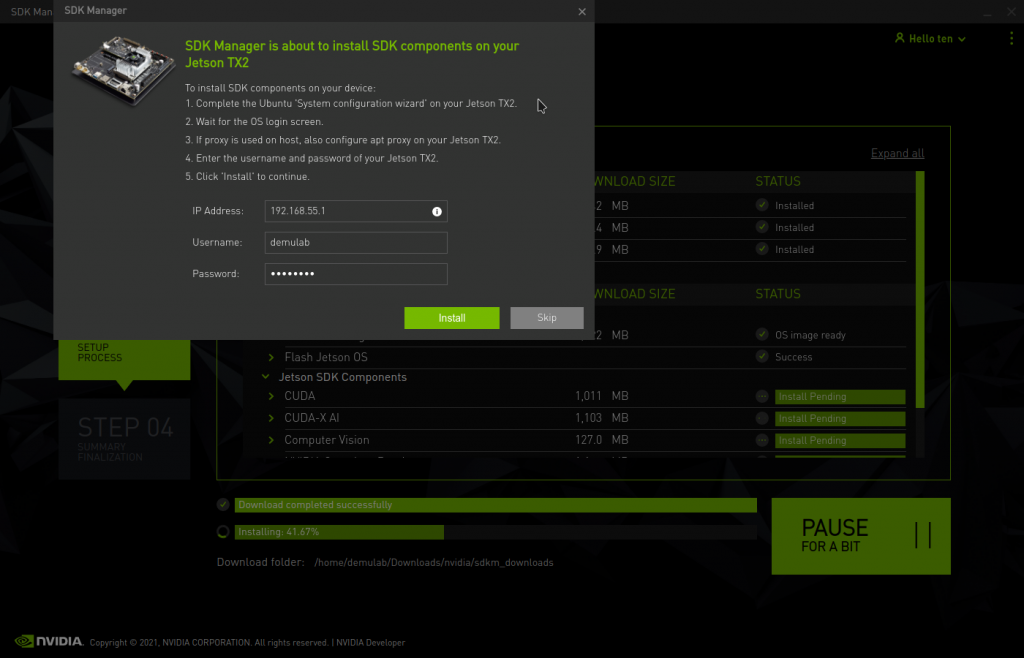 SDK Man
SDK Manager
SDK Manager is about to install SDK components on your
Jetson TX2
To install SDK components on your device:
1. Complete the Ubuntu 'System configuration wizard' on your Jetson TX2.
2. Wait for the OS login screen.
3. If proxy is used on host, also configure apt proxy on your Jetson TX2.
4. Enter the username and password of your Jetson TX2.
5. Click 'Install' to continue.
IP Address: 192.168.55.1
Username: demulab
Password: ••••••••
Install Skip
Hello ten
Expand all
WNLOAD SIZE STATUS
2 MB Installed
4 MB Installed
.9 MB Installed
WNLOAD SIZE STATUS
22 MB OS image ready
Flash Jetson OS Success
Jetson SDK Components
CUDA 1,011 MB Install Pending
CUDA-X AI 1,103 MB Install Pending
Computer Vision 127.0 MB Install Pending
SETUP
PROCESS
STEP 04
SUMMARY
FINALIZATION
Download completed successfully
Installing: 41.67%
Download folder: /home/demulab/Downloads/nvidia/sdkm_downloads
PAUSE
FOR A BIT
NVIDIA. Copyright © 2021, NVIDIA CORPORATION. All rights reserved. | NVIDIA Developer